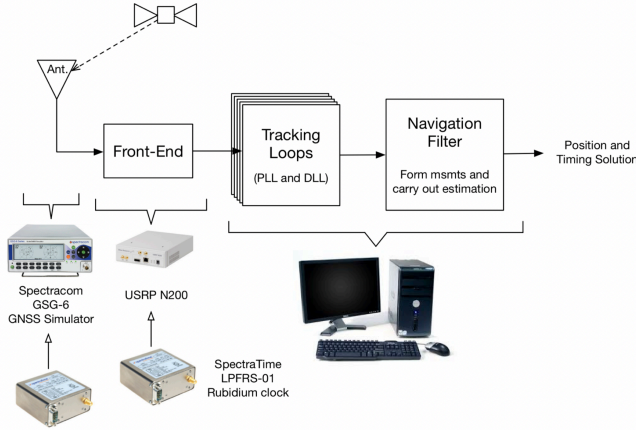 Ant.
Front-End
Tracking
Loops
(PLL and DLL)
Navigation
Filter
Form msmts and
carry out estimation
Position and
Timing Solution
Spectracom
GSG-6
GNSS Simulator
USRP N200
SpectraTime
LPFRS-01
Rubidium clock